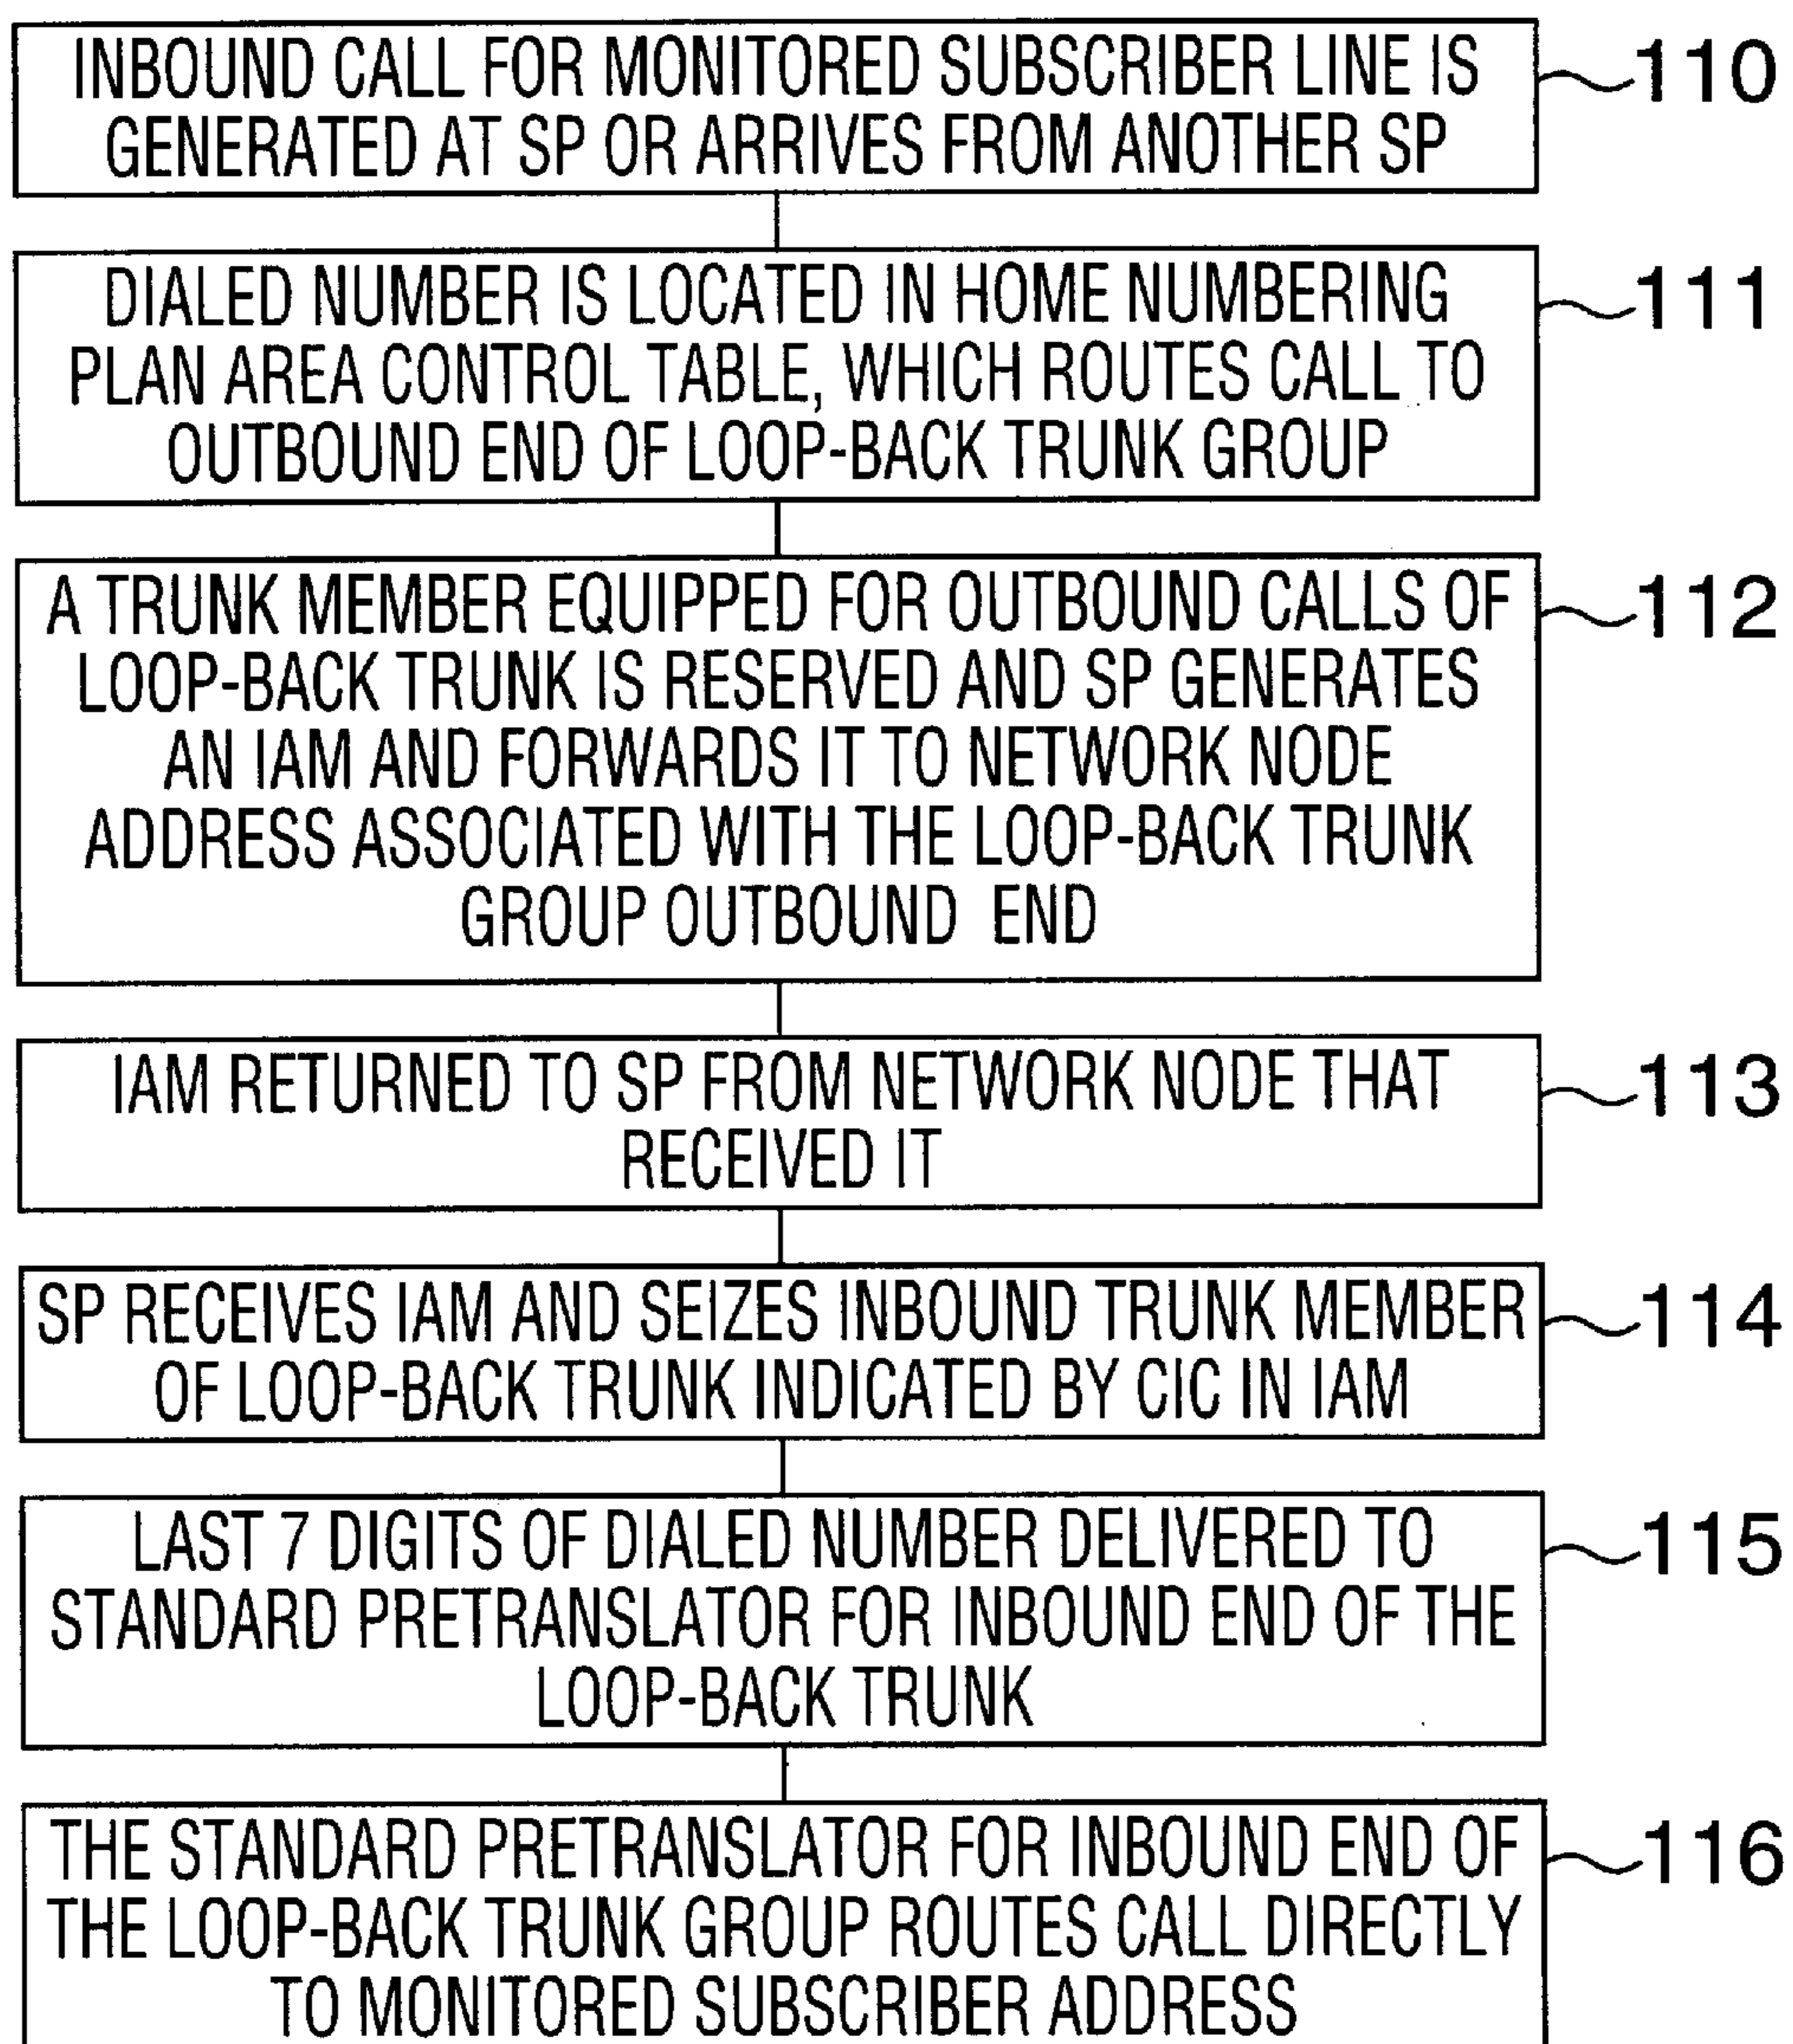 INBOUND CALL FOR MONITORED SUBSCRIBER LINE IS
GENERATED AT SP OR ARRIVES FROM ANOTHER SP
110
DIALED NUMBER IS LOCATED IN HOME NUMBERING
PLAN AREA CONTROL TABLE, WHICH ROUTES CALL TO
OUTBOUND END OF LOOP-BACK TRUNK GROUP
111
A TRUNK MEMBER EQUIPPED FOR OUTBOUND CALLS OF
LOOP-BACK TRUNK IS RESERVED AND SP GENERATES
AN IAM AND FORWARDS IT TO NETWORK NODE
ADDRESS ASSOCIATED WITH THE LOOP-BACK TRUNK
GROUP OUTBOUND END
112
IAM RETURNED TO SP FROM NETWORK NODE THAT
RECEIVED IT
113
SP RECEIVES IAM AND SEIZES INBOUND TRUNK MEMBER
OF LOOP-BACK TRUNK INDICATED BY CIC IN IAM
114
LAST 7 DIGITS OF DIALED NUMBER DELIVERED TO
STANDARD PRETRANSLATOR FOR INBOUND END OF THE
LOOP-BACK TRUNK
115
THE STANDARD PRETRANSLATOR FOR INBOUND END OF
THE LOOP-BACK TRUNK GROUP ROUTES CALL DIRECTLY
TO MONITORED SUBSCRIBER ADDRESS
116